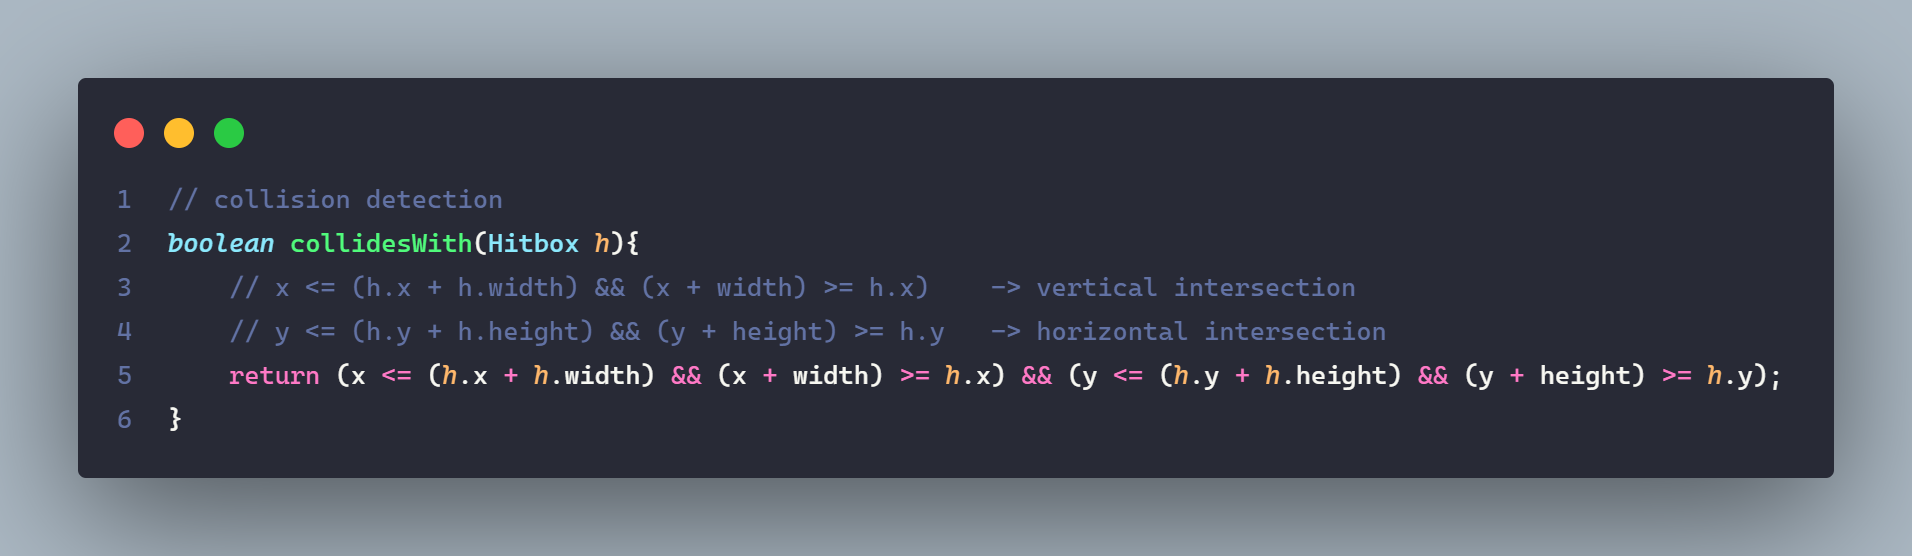 1 // collision detection
2 boolean collidesWith(Hitbox h){
3     // x <= (h.x + h.width) && (x + width) >= h.x)    -> vertical intersection
4     // y <= (h.y + h.height) && (y + height) >= h.y   -> horizontal intersection
5     return (x <= (h.x + h.width) && (x + width) >= h.x) && (y <= (h.y + h.height) && (y + height) >= h.y);
6 }